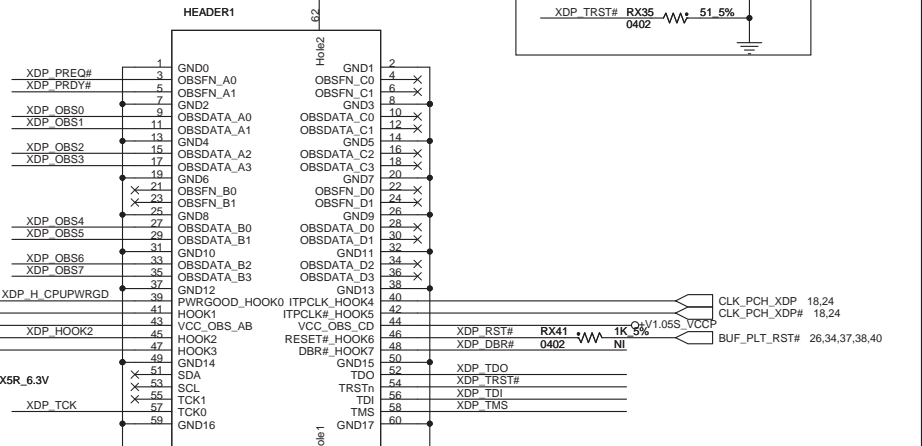 HEADER1
62
Hole2
XDP_TRST# RX35 51_5%
0402
1 GND0 GND1 2
XDP_PREQ# 3 OBSFN_A0 OBSFN_C0 4
XDP_PRDY# 5 OBSFN_A1 OBSFN_C1 6
7 GND2 GND3 8
XDP_OBS0 9 OBSDATA_A0 OBSDATA_C0 10
XDP_OBS1 11 OBSDATA_A1 OBSDATA_C1 12
13 GND4 GND5 14
XDP_OBS2 15 OBSDATA_A2 OBSDATA_C2 16
XDP_OBS3 17 OBSDATA_A3 OBSDATA_C3 18
19 GND6 GND7 20
21 OBSFN_B0 OBSFN_D0 22
23 OBSFN_B1 OBSFN_D1 24
25 GND8 GND9 26
XDP_OBS4 27 OBSDATA_B0 OBSDATA_D0 28
XDP_OBS5 29 OBSDATA_B1 OBSDATA_D1 30
31 GND10 GND11 32
XDP_OBS6 33 OBSDATA_B2 OBSDATA_D2 34
XDP_OBS7 35 OBSDATA_B3 OBSDATA_D3 36
37 GND12 GND13 38
XDP_H_CPUPWRGD 39 PWRGOOD_HOOK0 ITPCLK_HOOK4 40 CLK_PCH_XDP 18,24
41 HOOK1 ITPCLK#_HOOK5 42 CLK_PCH_XDP# 18,24
43 VCC_OBS_AB VCC_OBS_CD 44 +V1.05S_VCCP
XDP_HOOK2 45 HOOK2 RESET#_HOOK6 46 XDP_RST# RX41 1K_5% BUF_PLT_RST# 26,34,37,38,40
47 HOOK3 DBR#_HOOK7 48 XDP_DBR# 0402 NI
49 GND14 GND15 50
51 SDA TDO 52 XDP_TDO
X5R_6.3V 53 SCL TRSTn 54 XDP_TRST#
55 TCK1 TDI 56 XDP_TDI
XDP_TCK 57 TCK0 TMS 58 XDP_TMS
59 GND16 GND17 60
ole1